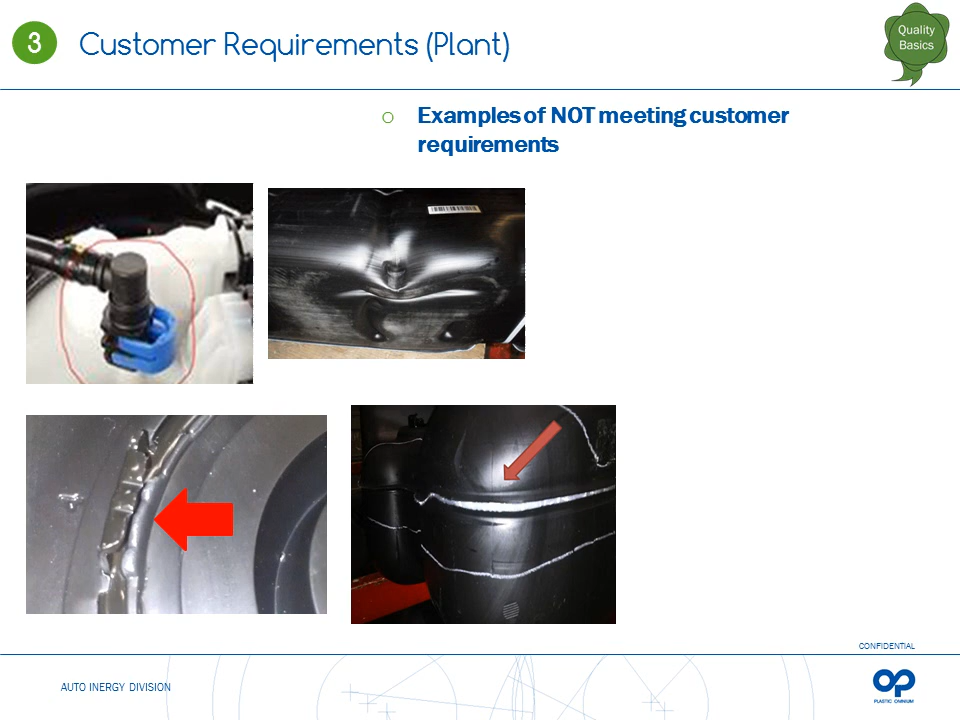 3
Customer Requirements (Plant)
Quality
Basics
o Examples of NOT meeting customer
requirements
CONFIDENTIAL
AUTO INERGY DIVISION
PLASTIC OMNIUM